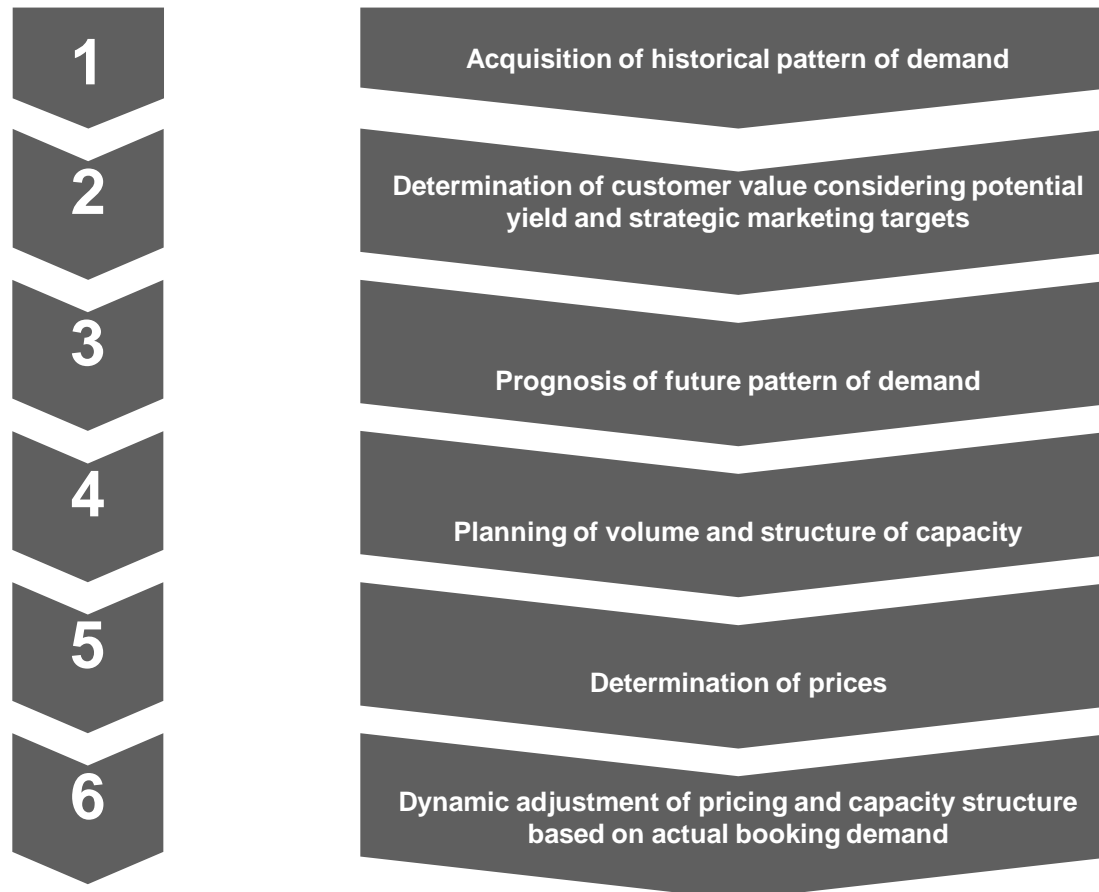 1
Acquisition of historical pattern of demand
2
Determination of customer value considering potential
yield and strategic marketing targets
3
Prognosis of future pattern of demand
4
Planning of volume and structure of capacity
5
Determination of prices
6
Dynamic adjustment of pricing and capacity structure
based on actual booking demand